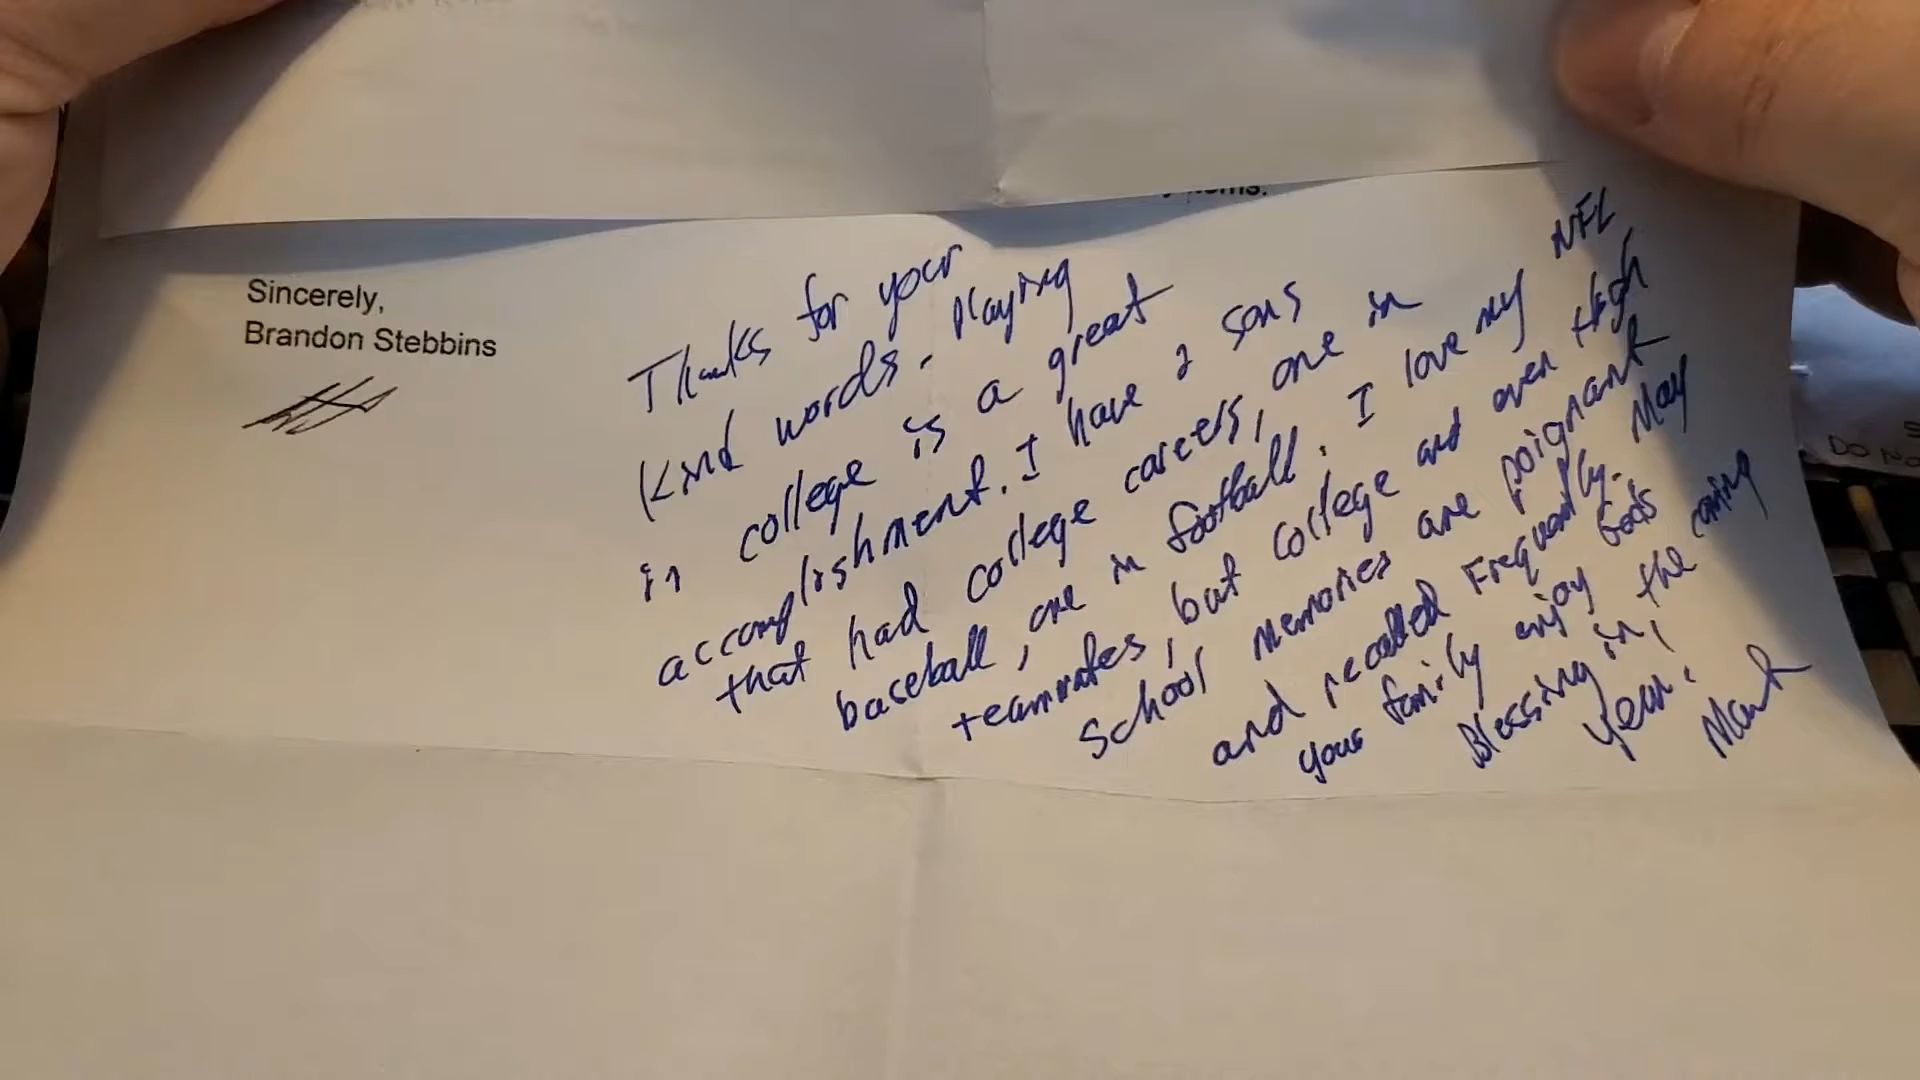 Sincerely,
Brandon Stebbins
Thanks for your
Kind words. Playing
in college is a great
accomplishment. I have 2 sons
that had college careers, one in
baseball, one in football. I love my NFL
teammates, but college and even High
School memories are poignant
and recalled Frequently. May
your family enjoy Gods
Blessing in, the coming
year.
Mark
Do No